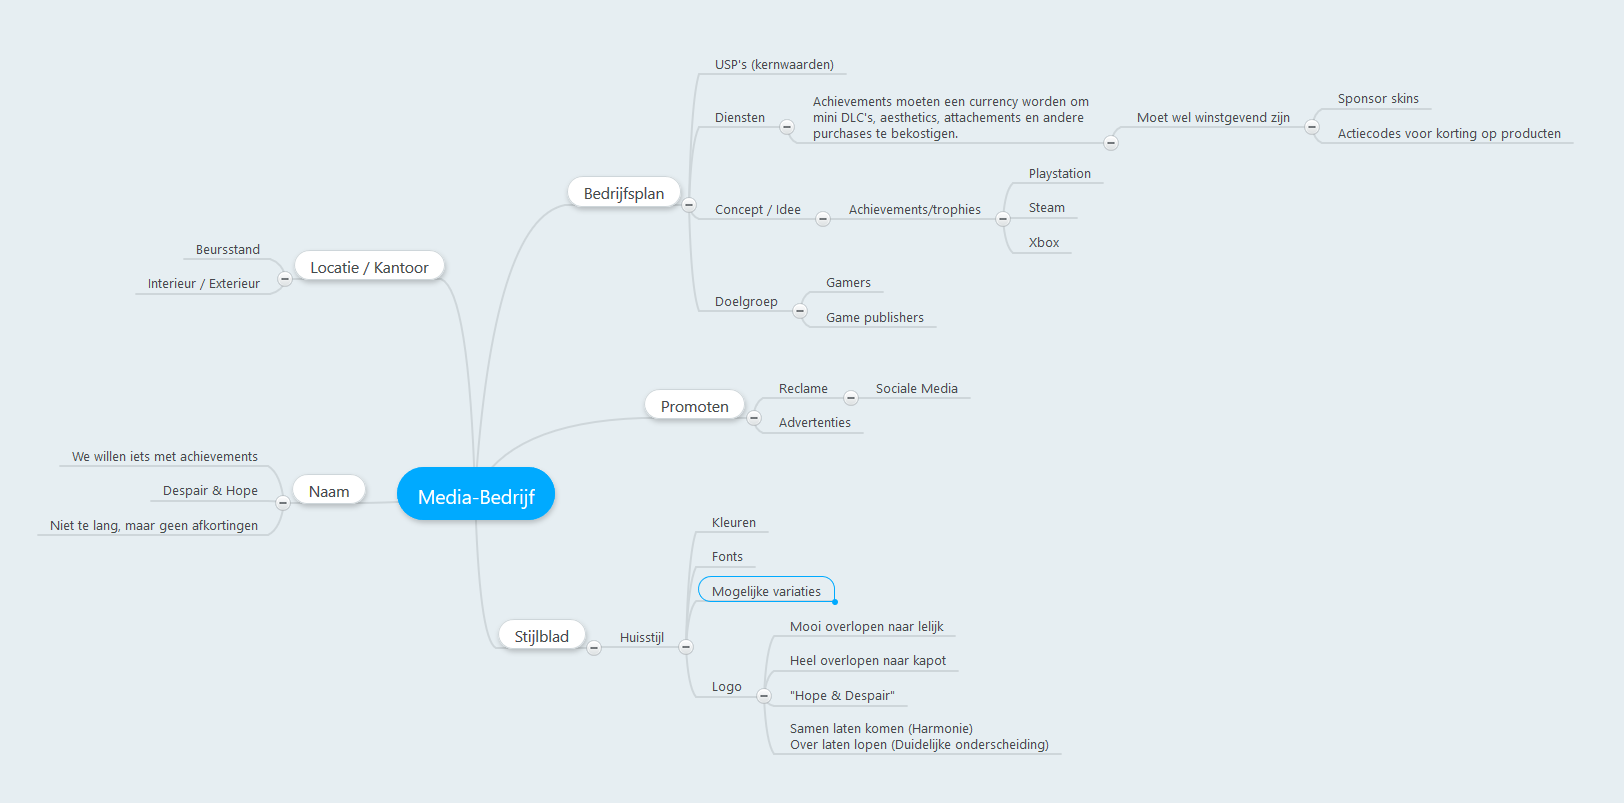 USP's (kernwaarden)
Diensten
Achievements moeten een currency worden om
mini DLC's, aesthetics, attachements en andere
purchases te bekostigen.
Moet wel winstgevend zijn
Sponsor skins
Actiecodes voor korting op producten
Bedrijfsplan
Concept / Idee
Achievements/trophies
Playstation
Steam
Xbox
Doelgroep
Gamers
Game publishers
Beursstand
Interieur / Exterieur
Locatie / Kantoor
Promoten
Reclame
Sociale Media
Advertenties
We willen iets met achievements
Despair & Hope
Niet te lang, maar geen afkortingen
Naam
Media-Bedrijf
Stijlblad
Huisstijl
Kleuren
Fonts
Mogelijke variaties
Logo
Mooi overlopen naar lelijk
Heel overlopen naar kapot
"Hope & Despair"
Samen laten komen (Harmonie)
Over laten lopen (Duidelijke onderscheiding)